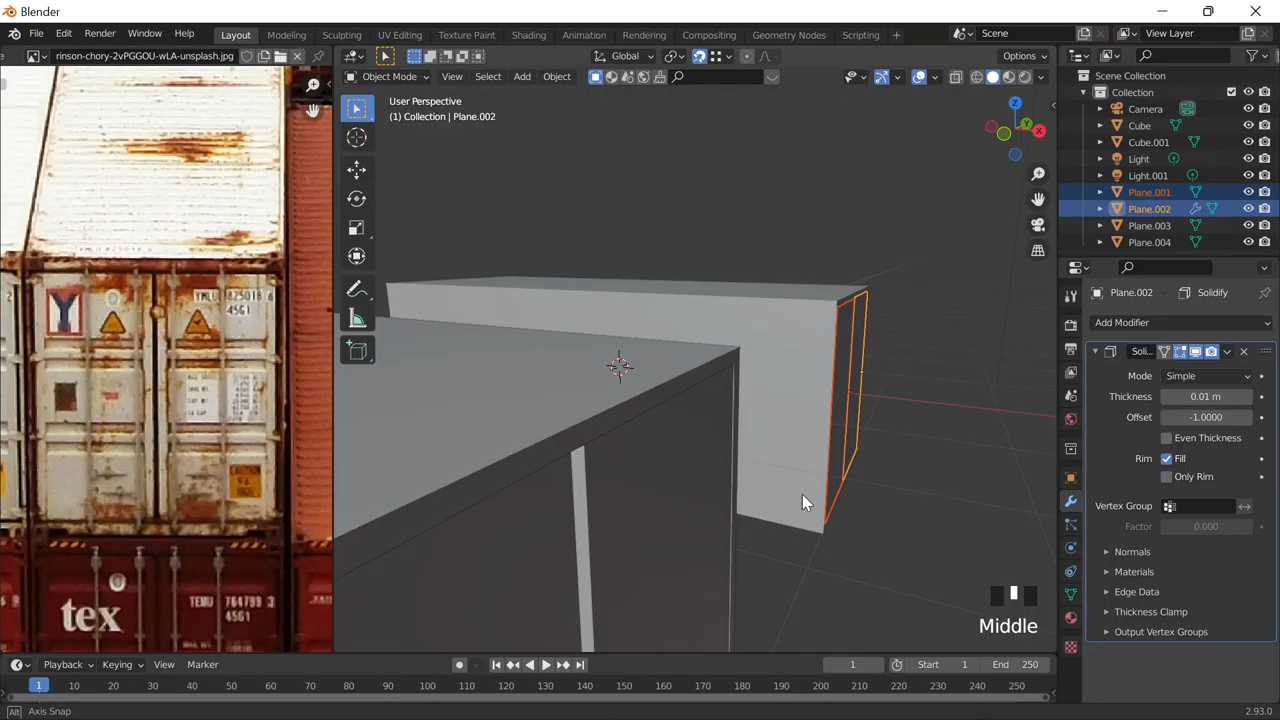 Blender
File Edit Render Window Help
Layout Modeling Sculpting UV Editing Texture Paint Shading Animation Rendering Compositing Geometry Nodes Scripting +
Scene
View Layer
rinson-chory-2vPGGOU-wLA-unsplash.jpg
Global
Options
Object Mode View Select Add Object
User Perspective
(1) Collection | Plane.002
Z
Y
X
Scene Collection
Collection
Camera
Cube
Cube.001
Light
Light.001
Plane.001
Plane.002
Plane.003
Plane.004
Plane.002
Solidify
Add Modifier
Soli..
Mode Simple
Thickness 0.01 m
Offset -1.0000
Even Thickness
Rim Fill
Only Rim
Vertex Group
Factor 0.000
Normals
Materials
Edge Data
Thickness Clamp
Output Vertex Groups
Y
45G1
tex
TEMU 764799 3
45G1
Middle
Playback Keying View Marker
1
Start 1
End 250
1 10 20 30 40 50 60 70 80 90 100 110 120 130 140 150 160 170 180 190 200 210 220 230 240 250
Alt Axis Snap
2.93.0